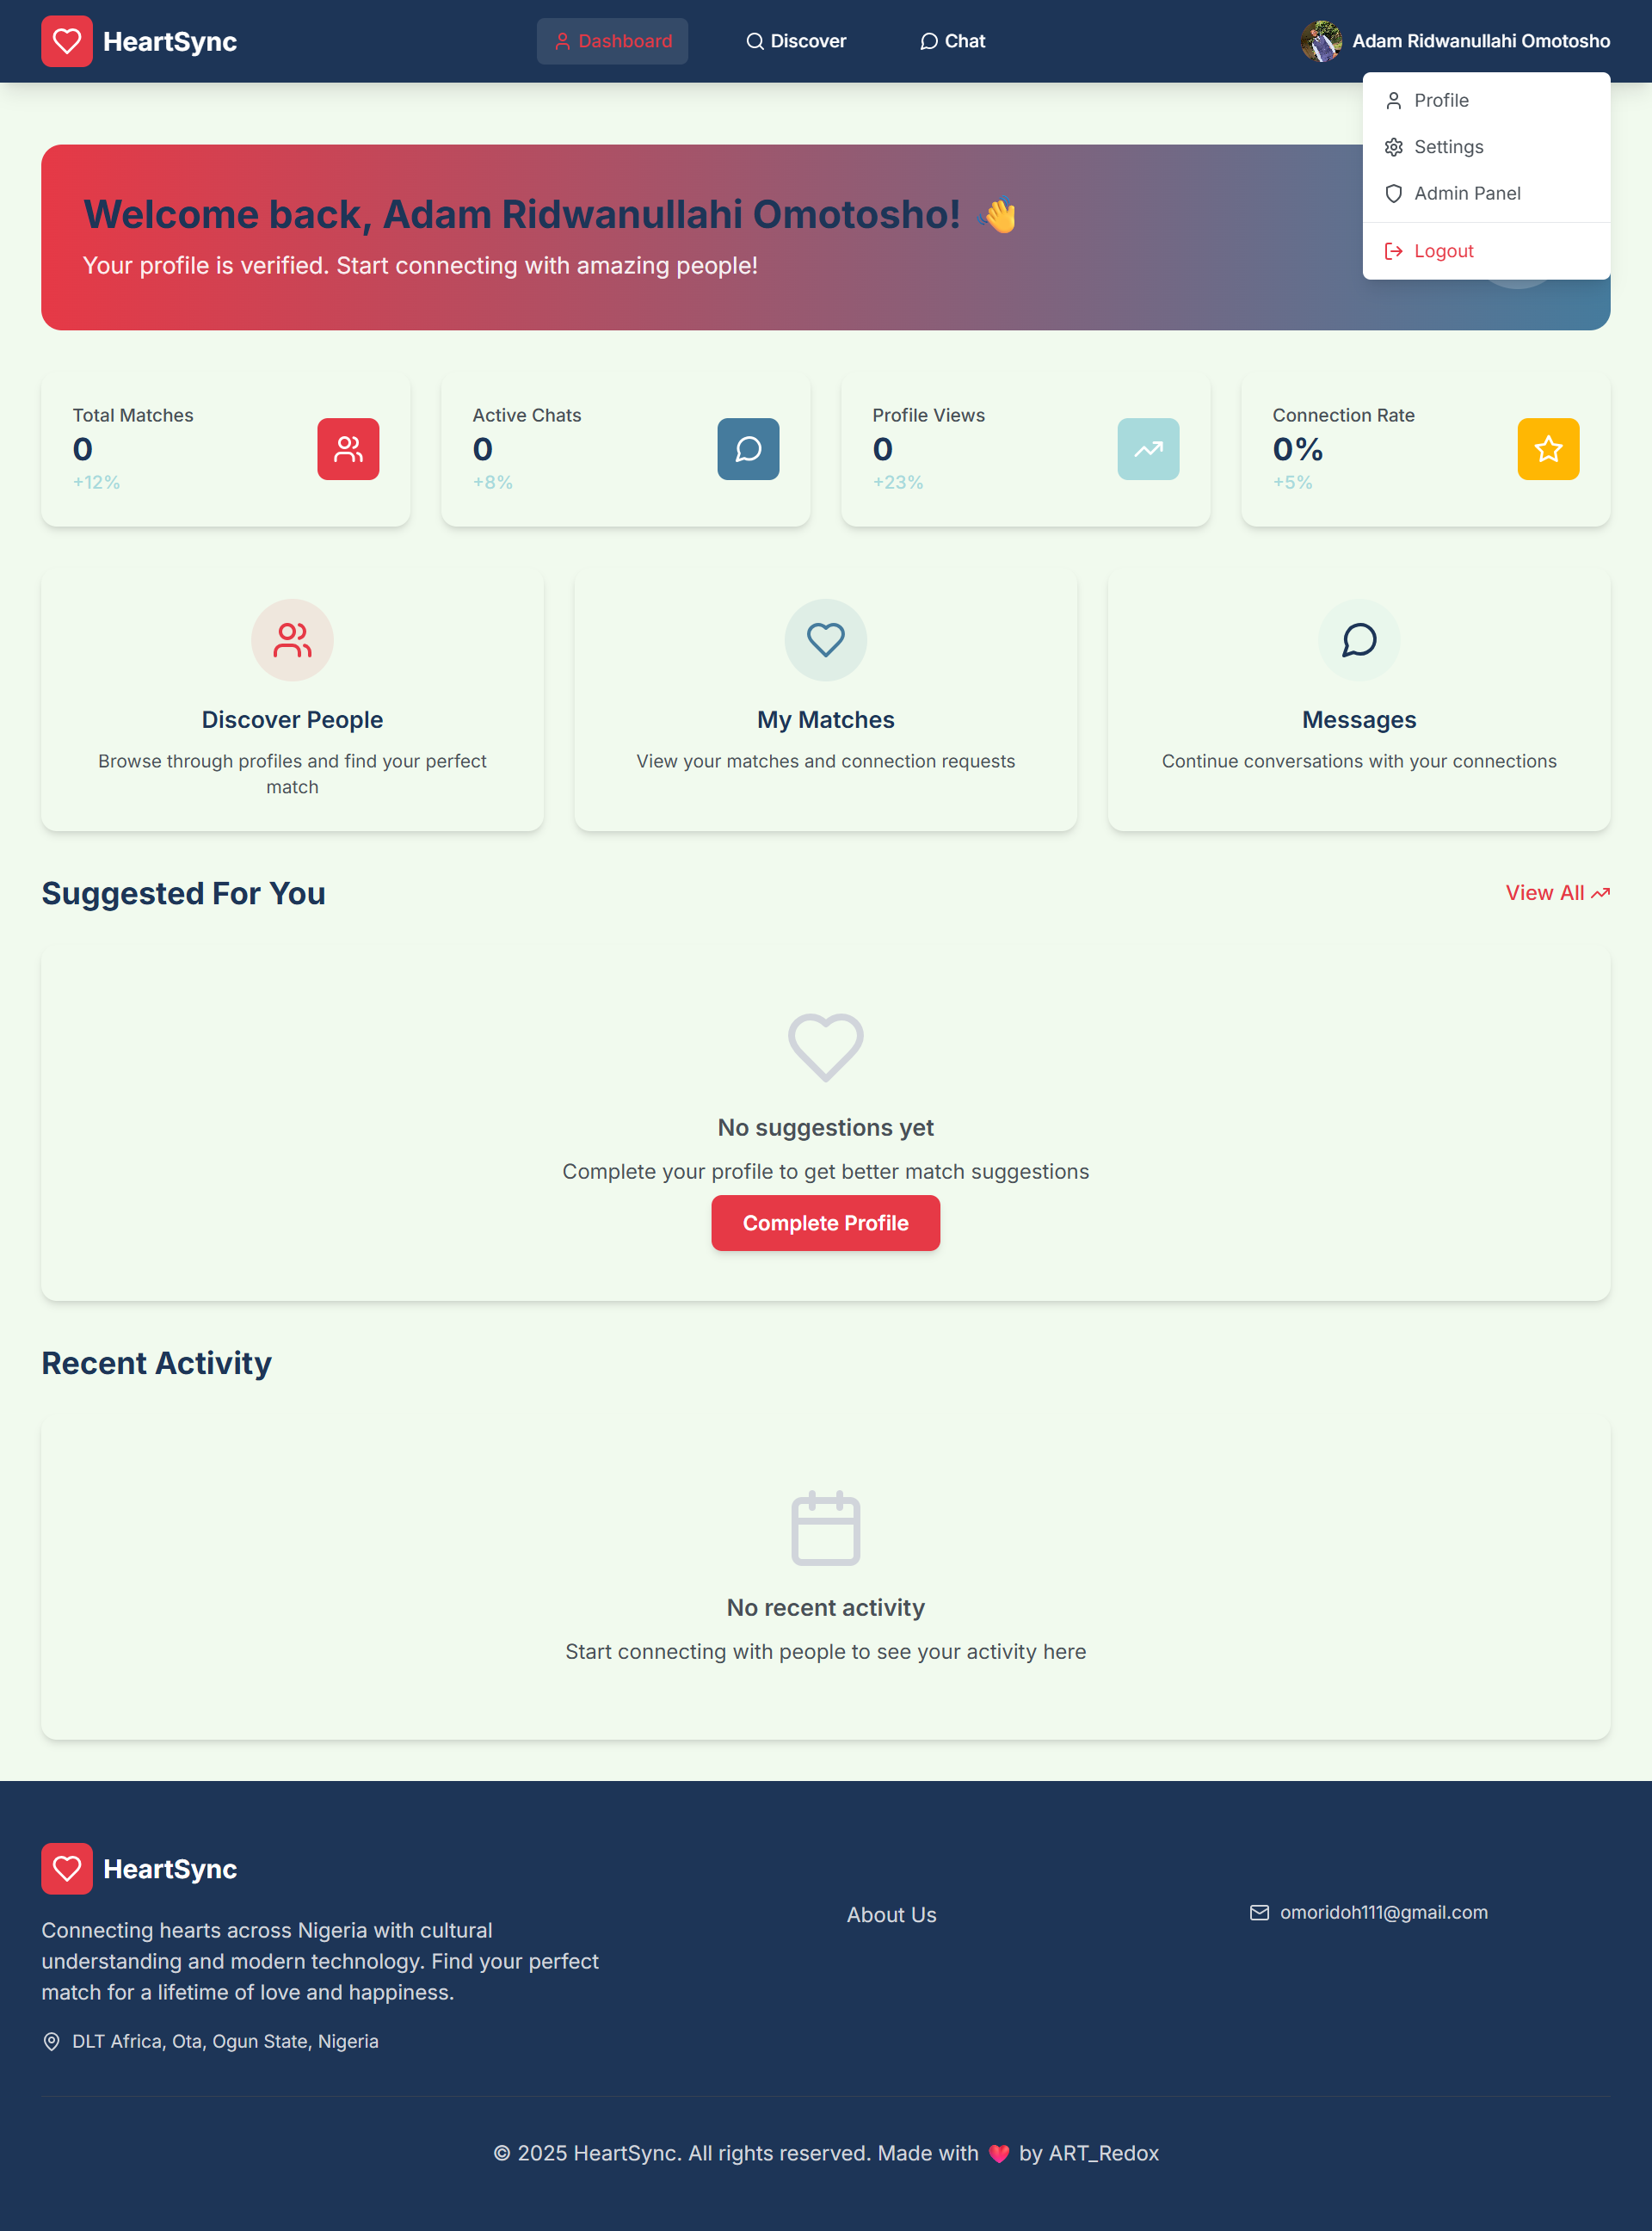 HeartSync
Dashboard
Discover
Chat
Adam Ridwanullahi Omotosho
Profile
Settings
Admin Panel
Logout
Welcome back, Adam Ridwanullahi Omotosho! 👋
Your profile is verified. Start connecting with amazing people!
Total Matches
0
+12%
Active Chats
0
+8%
Profile Views
0
+23%
Connection Rate
0%
+5%
Discover People
Browse through profiles and find your perfect
match
My Matches
View your matches and connection requests
Messages
Continue conversations with your connections
Suggested For You
View All
No suggestions yet
Complete your profile to get better match suggestions
Complete Profile
Recent Activity
No recent activity
Start connecting with people to see your activity here
HeartSync
Connecting hearts across Nigeria with cultural
understanding and modern technology. Find your perfect
match for a lifetime of love and happiness.
DLT Africa, Ota, Ogun State, Nigeria
About Us
omoridoh111@gmail.com
© 2025 HeartSync. All rights reserved. Made with ❤️ by ART_Redox